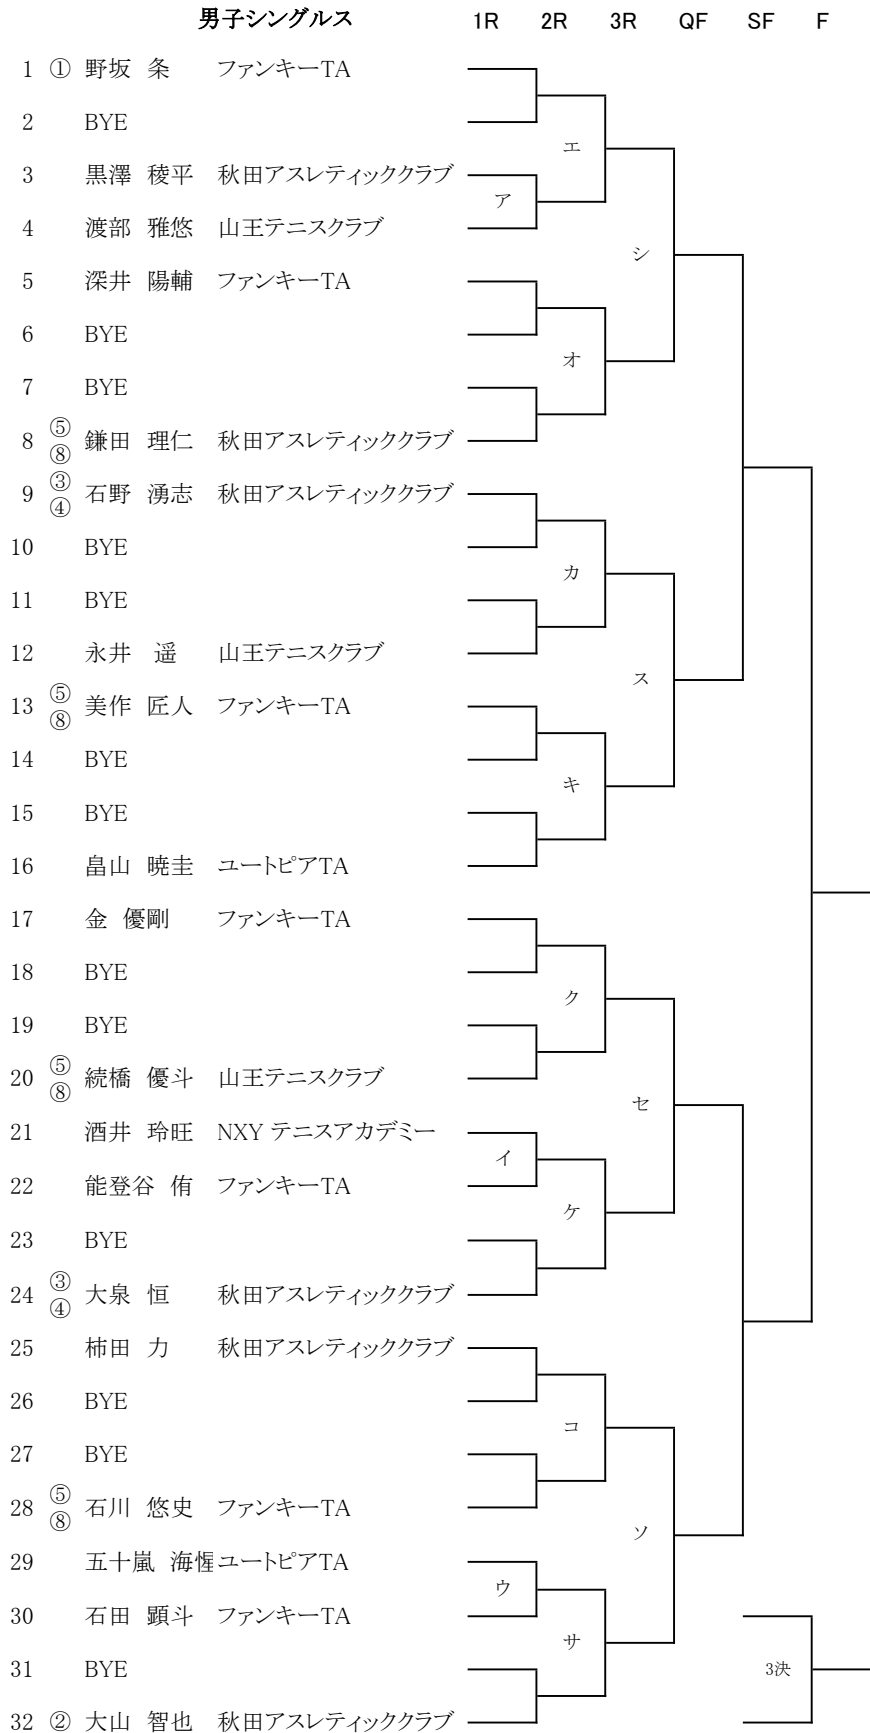 男子シングルス 1R 2R 3R QF SF F
1 ① 野坂 条 ファンキーTA
2 BYE
エ
3 黒澤 稜平 秋田アスレティッククラブ
ア
4 渡部 雅悠 山王テニスクラブ
シ
5 深井 陽輔 ファンキーTA
6 BYE
オ
7 BYE
8 ⑤⑧ 鎌田 理仁 秋田アスレティッククラブ
9 ③④ 石野 湧志 秋田アスレティッククラブ
10 BYE
カ
11 BYE
12 永井 遥 山王テニスクラブ
ス
13 ⑤⑧ 美作 匠人 ファンキーTA
14 BYE
キ
15 BYE
16 畠山 暁圭 ユートピアTA
17 金 優剛 ファンキーTA
18 BYE
ク
19 BYE
20 ⑤⑧ 続橋 優斗 山王テニスクラブ
セ
21 酒井 玲旺 NXY テニスアカデミー
イ
22 能登谷 侑 ファンキーTA
ケ
23 BYE
24 ③④ 大泉 恒 秋田アスレティッククラブ
25 柿田 力 秋田アスレティッククラブ
26 BYE
コ
27 BYE
28 ⑤⑧ 石川 悠史 ファンキーTA
ソ
29 五十嵐 海惺 ユートピアTA
ウ
30 石田 顕斗 ファンキーTA
サ
31 BYE 3決
32 ② 大山 智也 秋田アスレティッククラブ